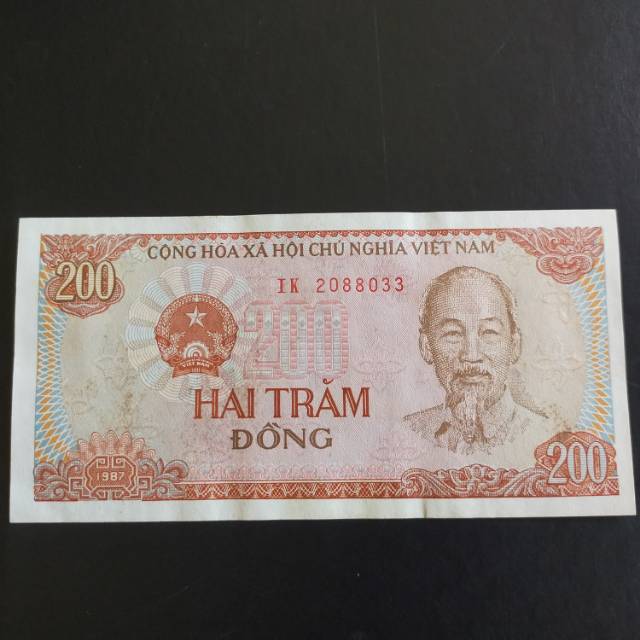 CỘNG HÒA XÃ HỘI CHỦ NGHĨA VIỆT NAM
200
IK 2088033
200
HAI TRĂM
ĐỒNG
1987
200